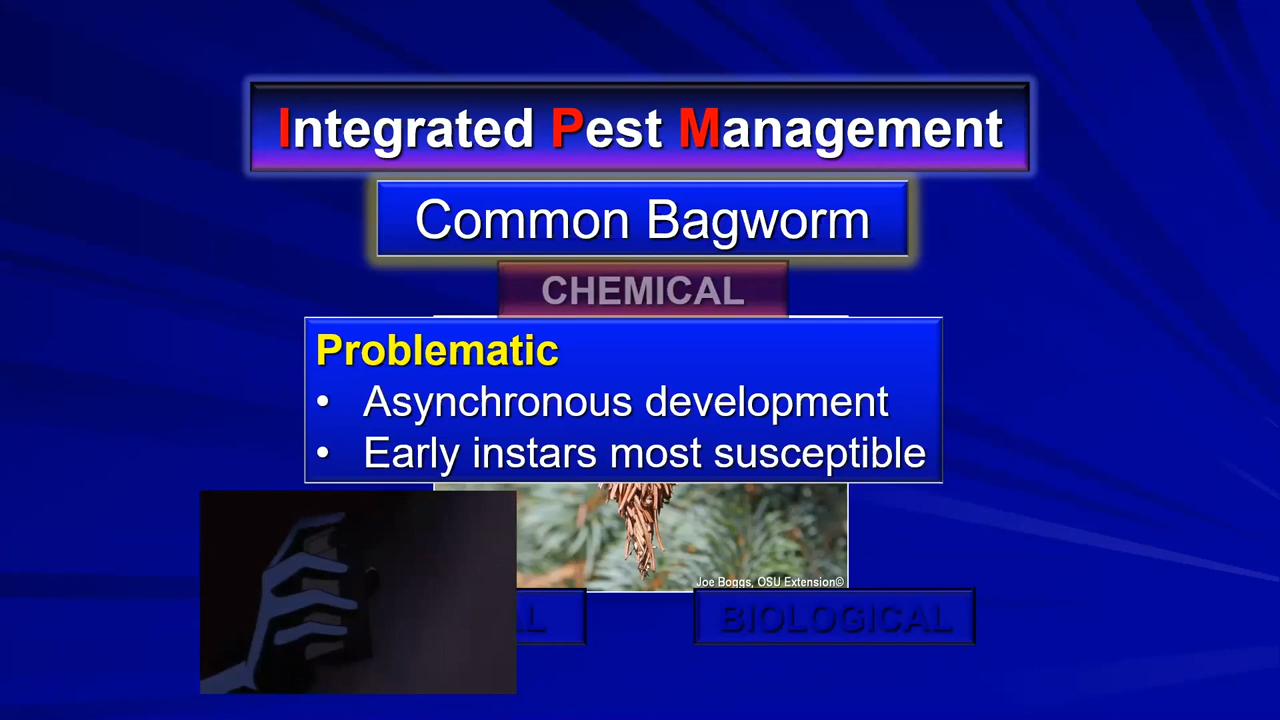 Integrated Pest Management
Common Bagworm
CHEMICAL
Problematic
• Asynchronous development
• Early instars most susceptible
Joe Boggs, OSU Extension©
BIOLOGICAL